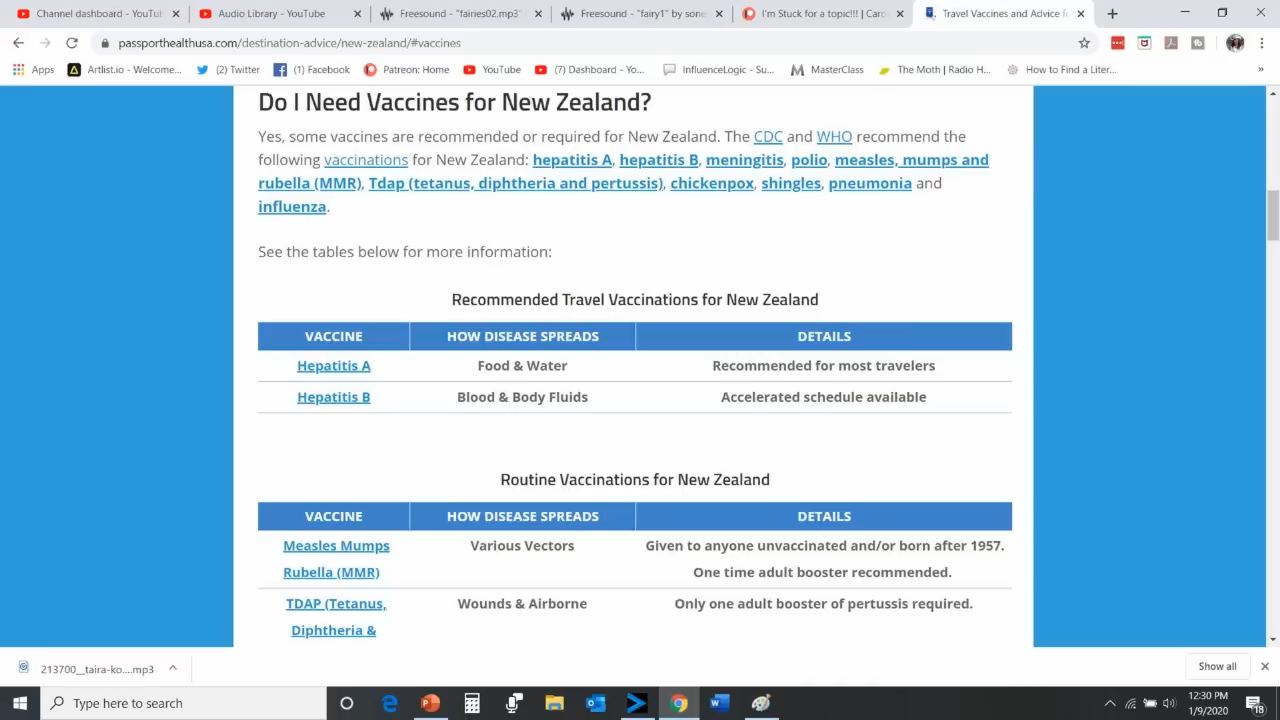 Channel dashboard - YouTube
Audio Library - YouTube
Freesound - "fairies02.mp3"
Freesound - "fairy1" by some
I'm Stuck for a topic!!! | Caro
Travel Vaccines and Advice fo
passporthealthusa.com/destination-advice/new-zealand/#vaccines
Apps
Artlist.io - Welcome...
(2) Twitter
(1) Facebook
Patreon: Home
YouTube
(7) Dashboard - Yo...
InfluenceLogic - Su...
MasterClass
The Moth | Radio H...
How to Find a Liter...
»
Do I Need Vaccines for New Zealand?
Yes, some vaccines are recommended or required for New Zealand. The CDC and WHO recommend the
following vaccinations for New Zealand: hepatitis A, hepatitis B, meningitis, polio, measles, mumps and
rubella (MMR), Tdap (tetanus, diphtheria and pertussis), chickenpox, shingles, pneumonia and
influenza.
See the tables below for more information:
Recommended Travel Vaccinations for New Zealand
VACCINE HOW DISEASE SPREADS DETAILS
Hepatitis A Food & Water Recommended for most travelers
Hepatitis B Blood & Body Fluids Accelerated schedule available
Routine Vaccinations for New Zealand
VACCINE HOW DISEASE SPREADS DETAILS
Measles Mumps Various Vectors Given to anyone unvaccinated and/or born after 1957.
Rubella (MMR) One time adult booster recommended.
TDAP (Tetanus, Wounds & Airborne Only one adult booster of pertussis required.
Diphtheria &
213700__taira-ko....mp3
Show all
Type here to search
12:30 PM
1/9/2020
18